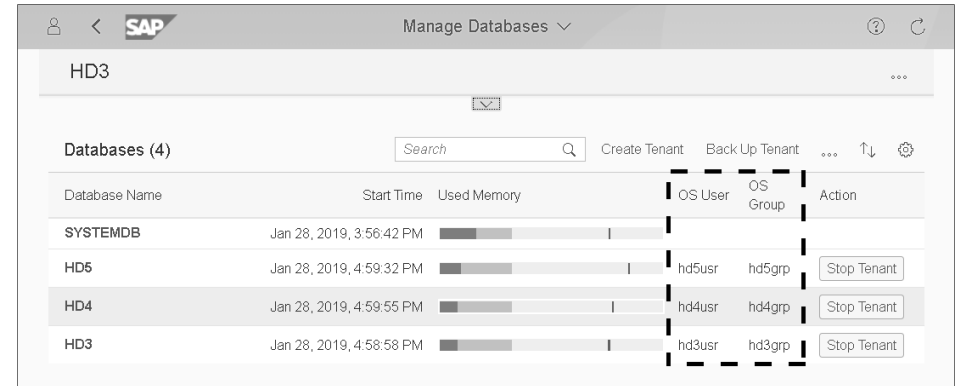 SAP Manage Databases
HD3
Databases (4) Search Create Tenant Back Up Tenant ...
Database Name Start Time Used Memory OS User OS Group Action
SYSTEMDB Jan 28, 2019, 3:56:42 PM
HD5 Jan 28, 2019, 4:59:32 PM hd5usr hd5grp Stop Tenant
HD4 Jan 28, 2019, 4:59:55 PM hd4usr hd4grp Stop Tenant
HD3 Jan 28, 2019, 4:58:58 PM hd3usr hd3grp Stop Tenant